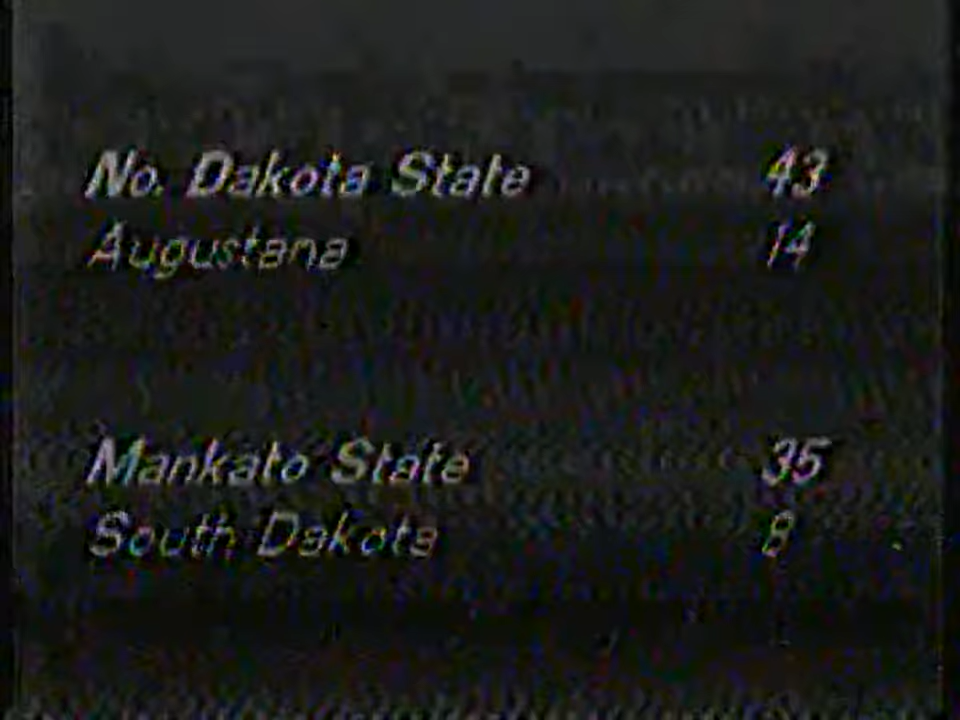 No. Dakota State 43
Augustana 14
Mankato State 35
South Dakota 8